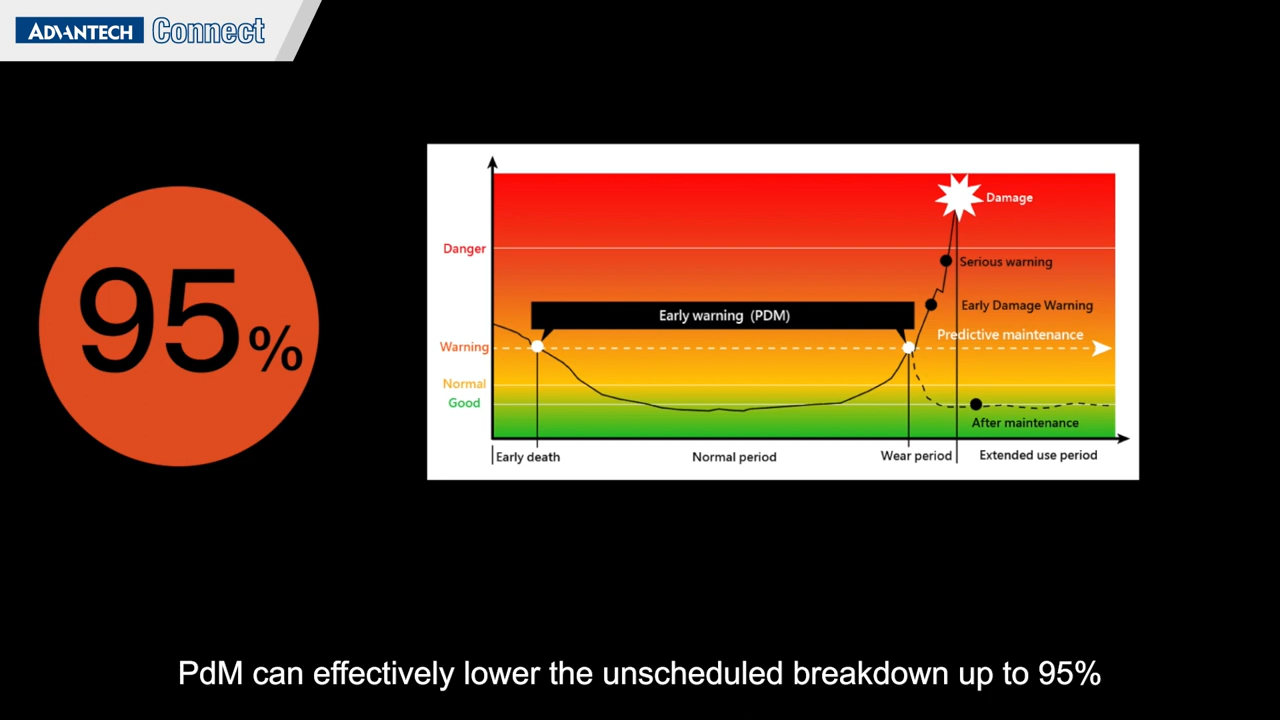 ADVANTECH Connect
95%
Damage
Danger
Serious warning
Early Damage Warning
Early warning (PDM)
Predictive maintenance
Warning
Normal
Good
After maintenance
Early death
Normal period
Wear period
Extended use period
PdM can effectively lower the unscheduled breakdown up to 95%